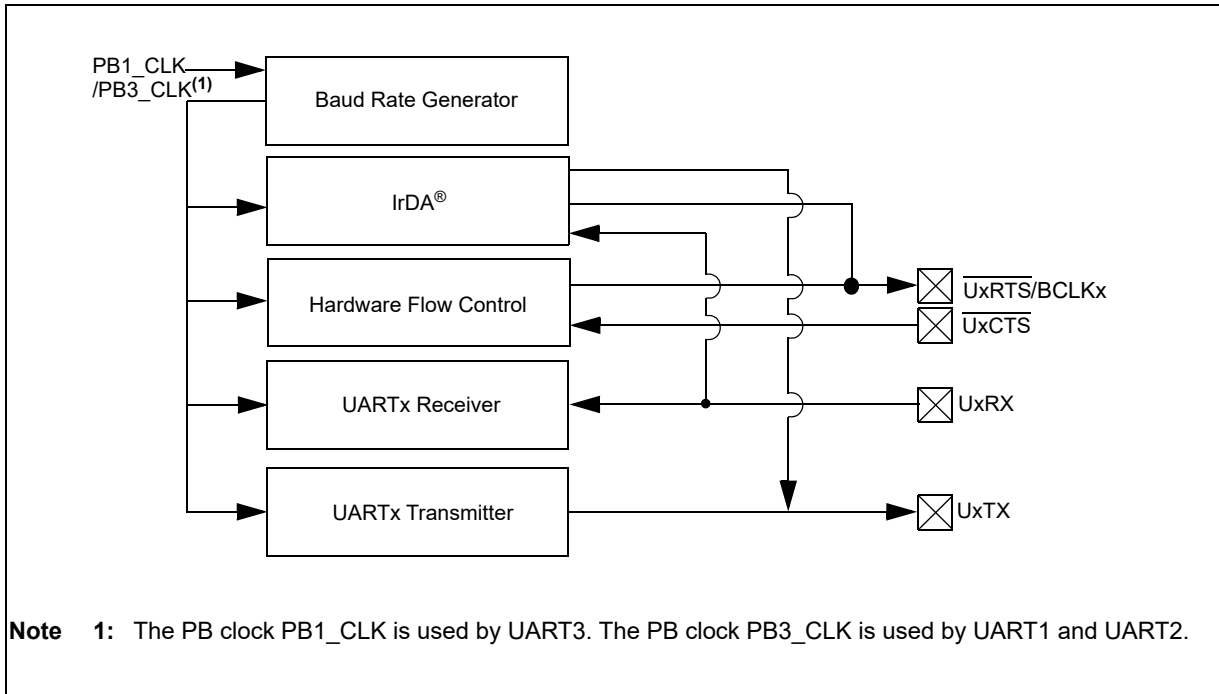 PB1_CLK
/PB3_CLK(1)
Baud Rate Generator
IrDA®
Hardware Flow Control
UxRTS/BCLKx
UxCTS
UARTx Receiver
UxRX
UARTx Transmitter
UxTX
Note 1: The PB clock PB1_CLK is used by UART3. The PB clock PB3_CLK is used by UART1 and UART2.